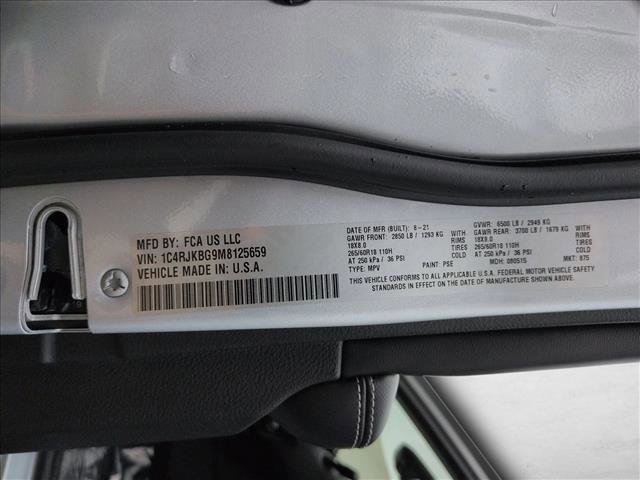 MFD BY: FCA US LLC
VIN: 1C4RJKBG9M8125659
VEHICLE MADE IN U.S.A.
DATE OF MFR (BUILT): 8-21
GAWR FRONT: 2850 LB / 1293 KG
18X8.0 RIMS
265/60R18 110H TIRES
AT 250 kPa / 36 PSI COLD
TYPE: MPV PAINT: PSE
GVWR: 6500 LB / 2949 KG
GAWR REAR: 3700 LB / 1679 KG
18X8.0 RIMS
265/60R18 110H TIRES
AT 250 kPa / 36 PSI COLD
MDH: 080515 MKT: 875
THIS VEHICLE CONFORMS TO ALL APPLICABLE U.S.A. FEDERAL MOTOR VEHICLE SAFETY
STANDARDS IN EFFECT ON THE DATE OF MANUFACTURE SHOWN ABOVE.